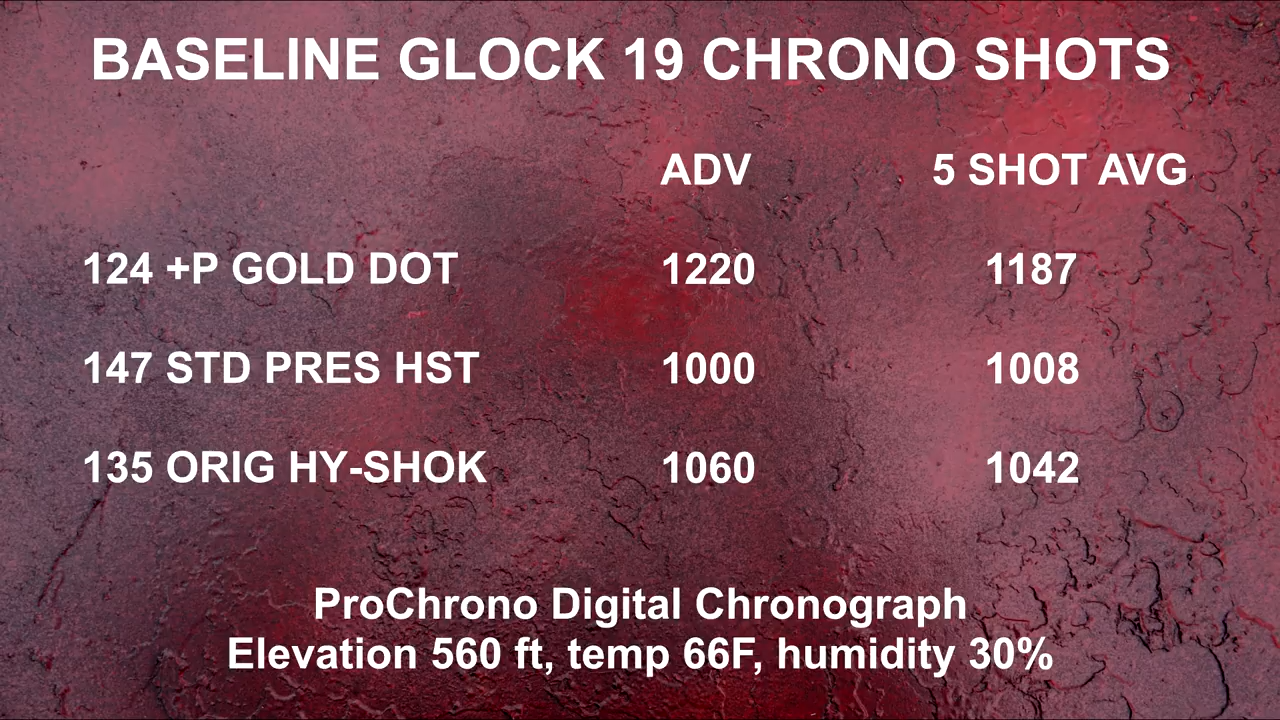 BASELINE GLOCK 19 CHRONO SHOTS
ADV 5 SHOT AVG
124 +P GOLD DOT 1220 1187
147 STD PRES HST 1000 1008
135 ORIG HY-SHOK 1060 1042
ProChrono Digital Chronograph
Elevation 560 ft, temp 66F, humidity 30%